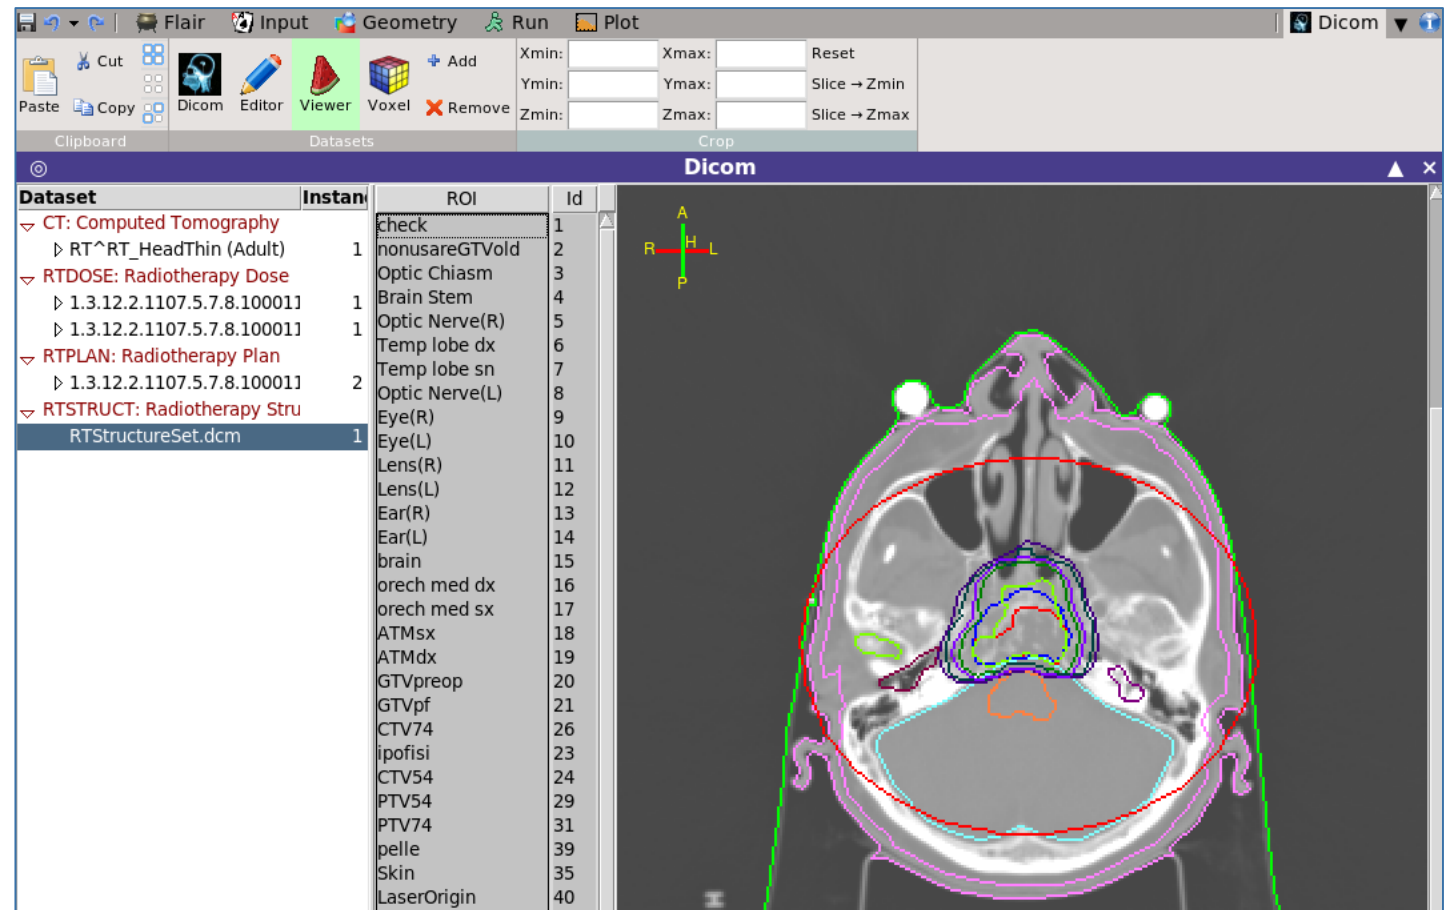 Flair Input Geometry Run Plot Dicom
Cut
Paste Copy
Clipboard
Dicom Editor Viewer Voxel
Add
Remove
Datasets
Xmin: Xmax: Reset
Ymin: Ymax: Slice → Zmin
Zmin: Zmax: Slice → Zmax
Crop
Dicom
Dataset Instan
CT: Computed Tomography
RT^RT_HeadThin (Adult) 1
RTDOSE: Radiotherapy Dose
1.3.12.2.1107.5.7.8.100011 1
1.3.12.2.1107.5.7.8.100011 1
RTPLAN: Radiotherapy Plan
1.3.12.2.1107.5.7.8.100011 2
RTSTRUCT: Radiotherapy Stru
RTStructureSet.dcm 1
ROI Id
check 1
nonusareGTVold 2
Optic Chiasm 3
Brain Stem 4
Optic Nerve(R) 5
Temp lobe dx 6
Temp lobe sn 7
Optic Nerve(L) 8
Eye(R) 9
Eye(L) 10
Lens(R) 11
Lens(L) 12
Ear(R) 13
Ear(L) 14
brain 15
orech med dx 16
orech med sx 17
ATMsx 18
ATMdx 19
GTVpreop 20
GTVpf 21
CTV74 26
ipofisi 23
CTV54 24
PTV54 29
PTV74 31
pelle 39
Skin 35
LaserOrigin 40
A
R H L
P